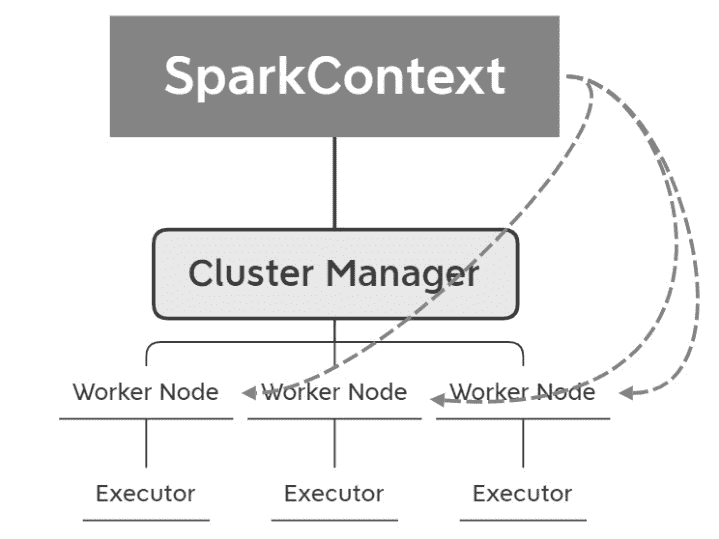 SparkContext
Cluster Manager
Worker Node
Worker Node
Worker Node
Executor
Executor
Executor